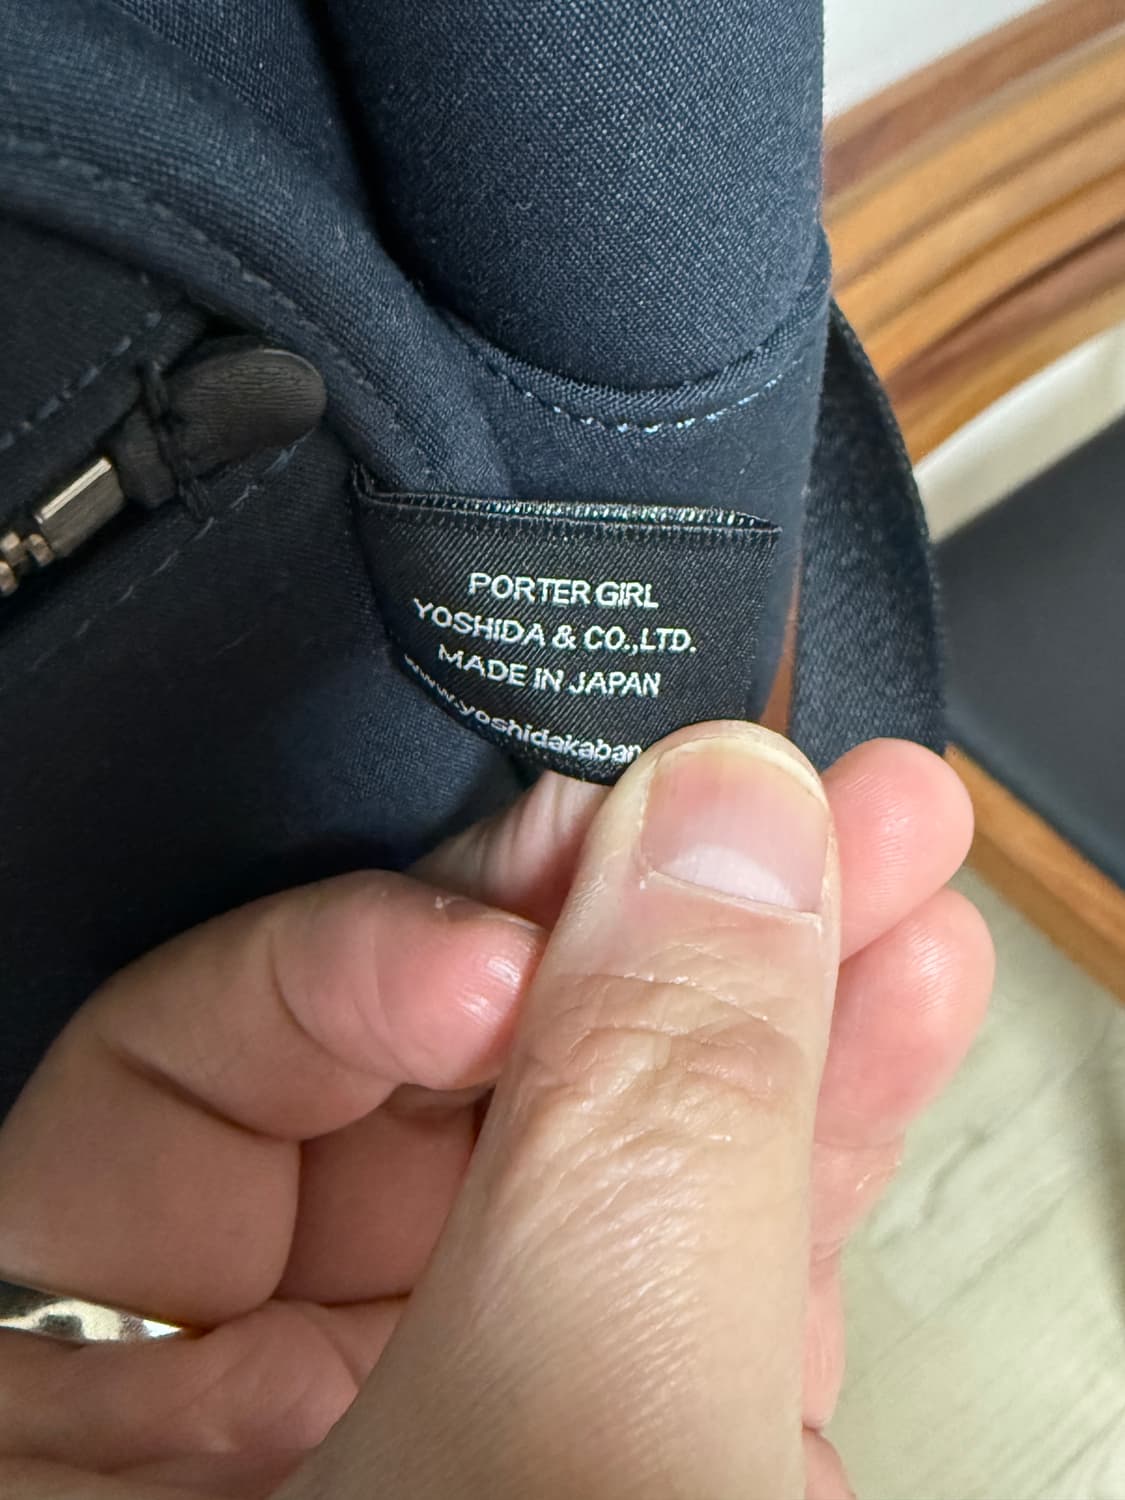 PORTER GIRL
YOSHIDA & CO.,LTD.
MADE IN JAPAN
www.yoshidakaban